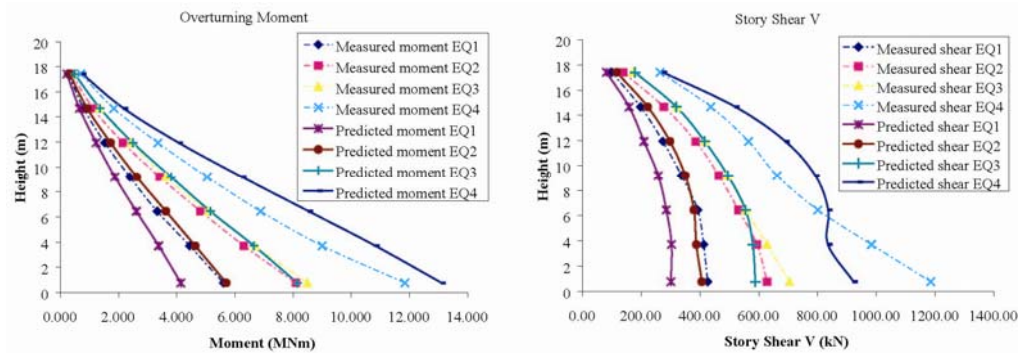 Overturning Moment
20
18
16
14
12
10
8
6
4
2
0
Height (m)
0.000 2.000 4.000 6.000 8.000 10.000 12.000 14.000
Moment (MNm)
Measured moment EQ1
Measured moment EQ2
Measured moment EQ3
Measured moment EQ4
Predicted moment EQ1
Predicted moment EQ2
Predicted moment EQ3
Predicted moment EQ4
Story Shear V
20
18
16
14
12
10
8
6
4
2
0
Height (m)
0.00 200.00 400.00 600.00 800.00 1000.00 1200.00 1400.00
Story Shear V (kN)
Measured shear EQ1
Measured shear EQ2
Measured shear EQ3
Measured shear EQ4
Predicted shear EQ1
Predicted shear EQ2
Predicted shear EQ3
Predicted shear EQ4